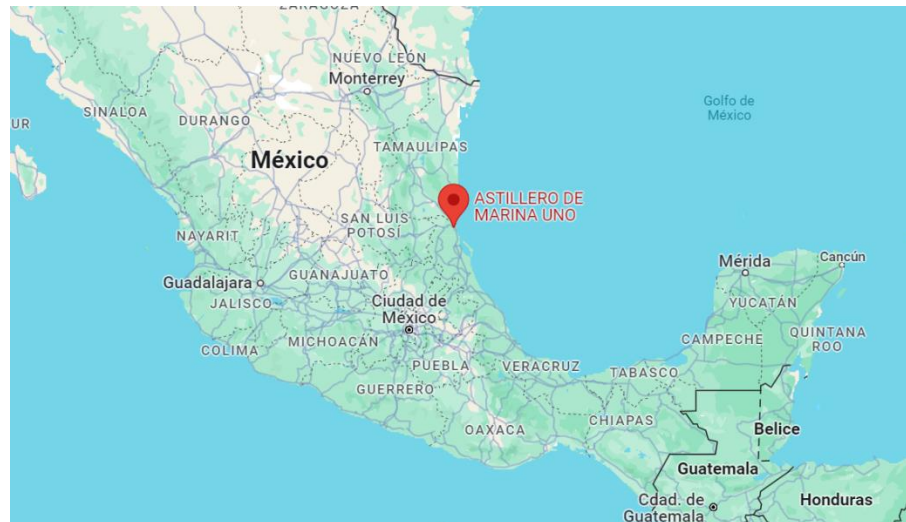 ZARAGOZA
NUEVO LEÓN
Monterrey
Golfo de
México
SINALOA
DURANGO
UR
TAMAULIPAS
México
ASTILLERO DE
MARINA UNO
SAN LUIS
POTOSÍ
NAYARIT
Guadalajara
GUANAJUATO
JALISCO
Ciudad de
México
Mérida
Cancún
YUCATÁN
COLIMA
MICHOACÁN
CAMPECHE
QUINTANA
ROO
PUEBLA
VERACRUZ
TABASCO
GUERRERO
OAXACA
CHIAPAS
Belice
Guatemala
Cdad. de
Guatemala
Honduras